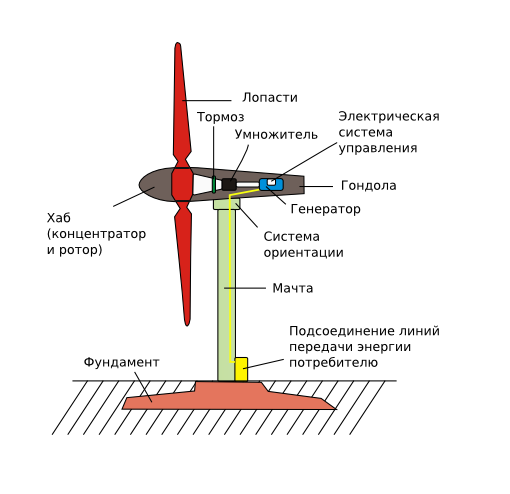 Лопасти
Тормоз
Умножитель
Электрическая
система
управления
Гондола
Генератор
Хаб
(концентратор
и ротор)
Система
ориентации
Мачта
Подсоединение линий
передачи энергии
потребителю
Фундамент